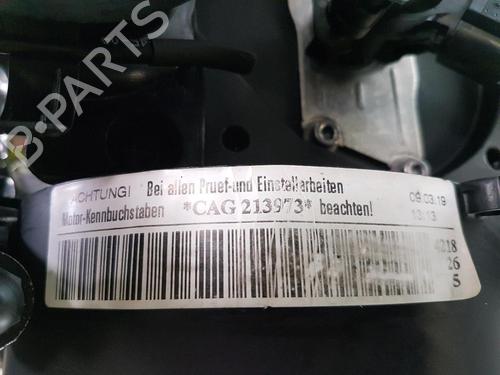 B-PARTS
ACHTUNG! Bei allen Pruef-und Einstellarbeiten 09.03.19
Motor-Kennbuchstaben *CAG 213973* beachten! 13:13
4218
26
5